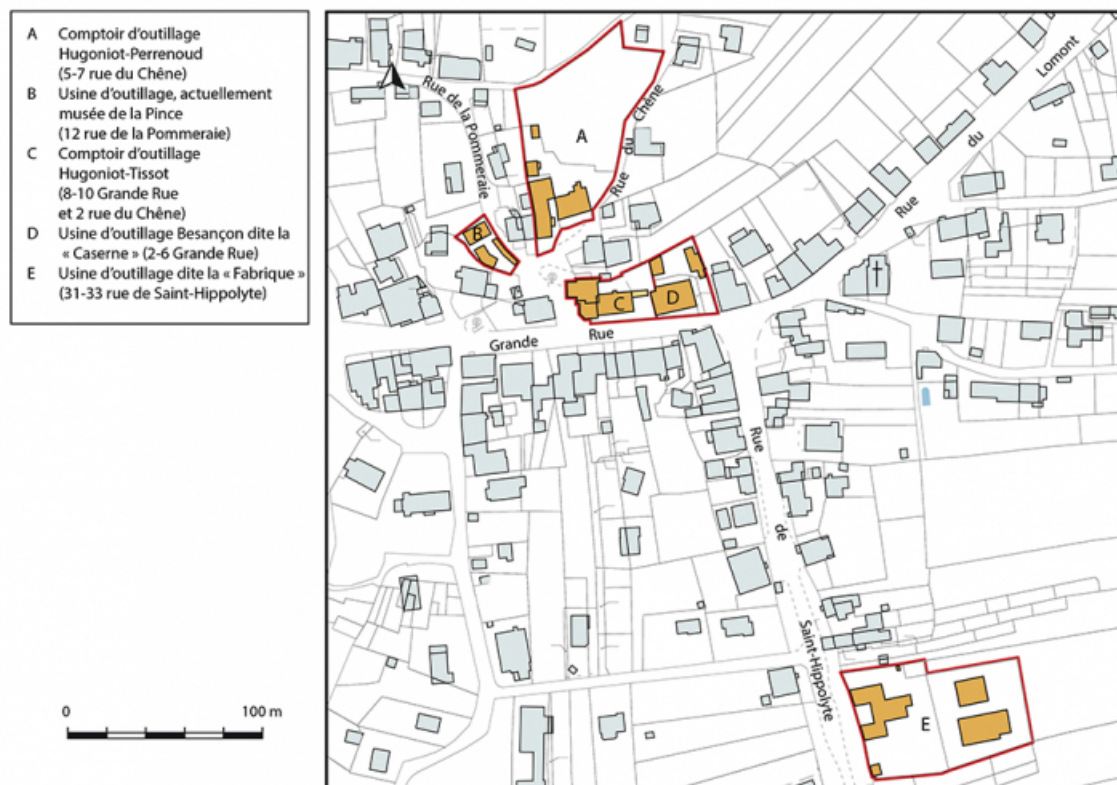 A Comptoir d'outillage
Hugoniot-Perrenoud
(5-7 rue du Chêne)
B Usine d'outillage, actuellement
musée de la Pince
(12 rue de la Pommeraie)
C Comptoir d'outillage
Hugoniot-Tissot
(8-10 Grande Rue
et 2 rue du Chêne)
D Usine d'outillage Besançon dite la
« Caserne » (2-6 Grande Rue)
E Usine d'outillage dite la « Fabrique »
(31-33 rue de Saint-Hippolyte)
0 100 m
Rue de la Pommeraie
A
Rue du Chêne
Rue du Lomont
B
C
D
Grande Rue
Rue de Saint-Hippolyte
E